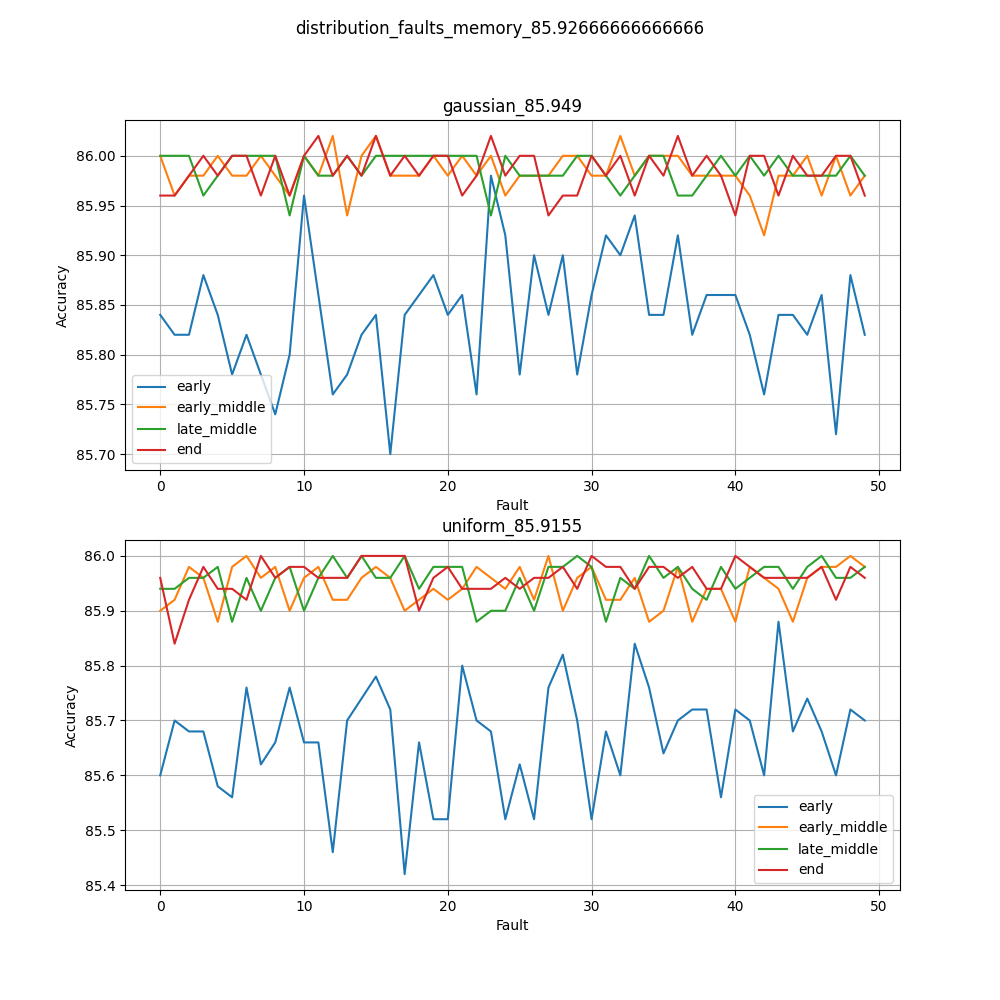 distribution_faults_memory_85.92666666666666
gaussian_85.949
86.00
85.95
85.90
85.85
85.80
85.75
85.70
Accuracy
early
early_middle
late_middle
end
0 10 20 30 40 50
Fault
uniform_85.9155
86.0
85.9
85.8
85.7
85.6
85.5
85.4
Accuracy
early
early_middle
late_middle
end
0 10 20 30 40 50
Fault